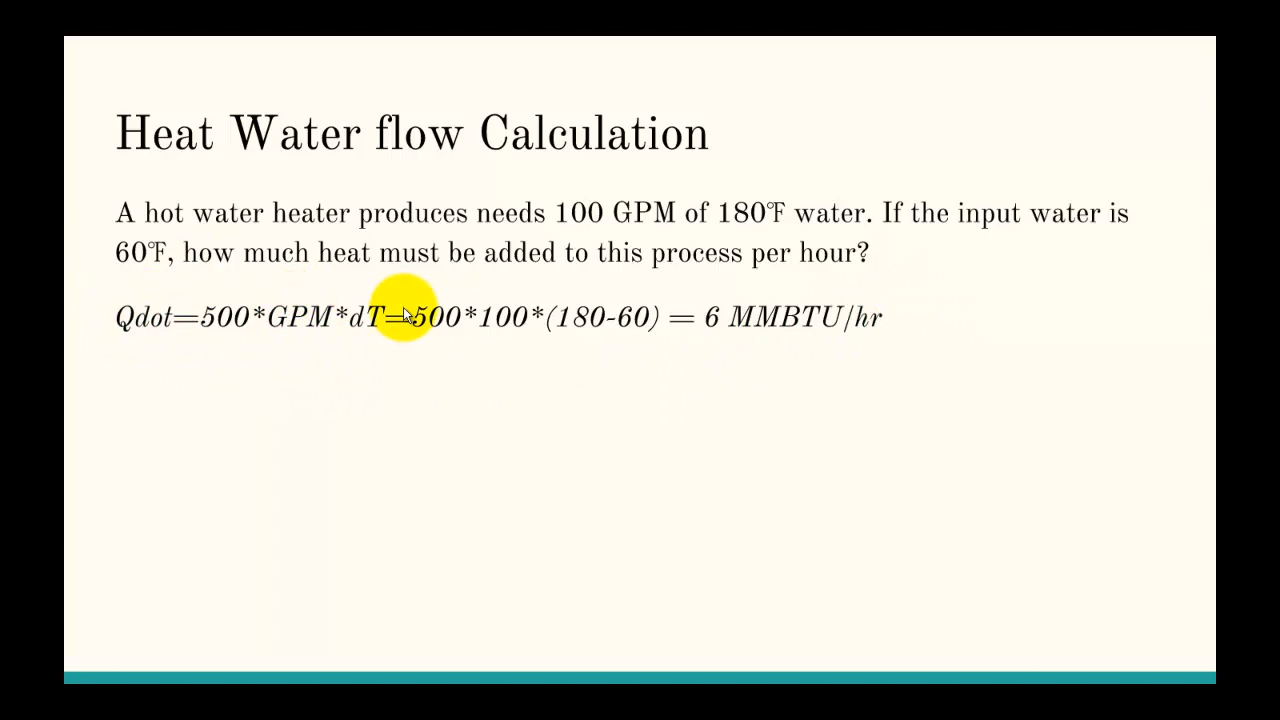 Heat Water flow Calculation
A hot water heater produces needs 100 GPM of 180℉ water. If the input water is
60℉, how much heat must be added to this process per hour?
Qdot=500*GPM*dT=500*100*(180-60) = 6 MMBTU/hr